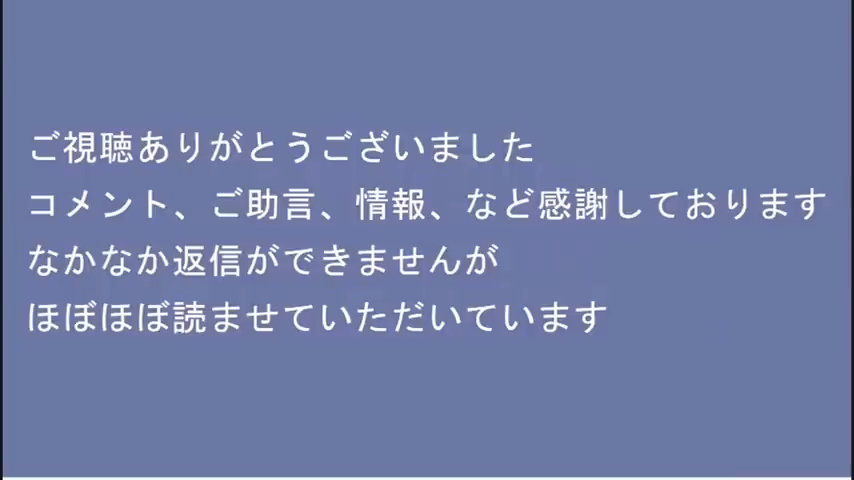 ご視聴ありがとうございました
コメント、ご助言、情報、など感謝しております
なかなか返信ができませんが
ほぼほぼ読ませていただいています